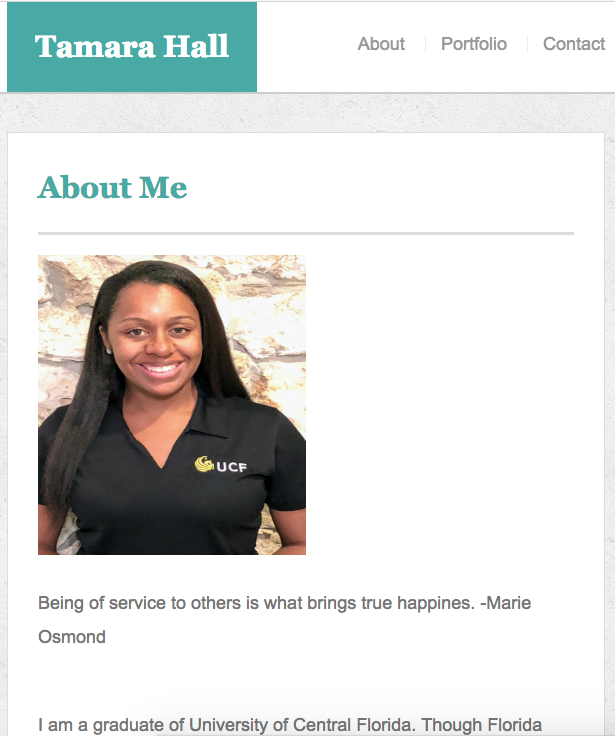 Tamara Hall
About
Portfolio
Contact
About Me
UCF
Being of service to others is what brings true happines. -Marie
Osmond
I am a graduate of University of Central Florida. Though Florida